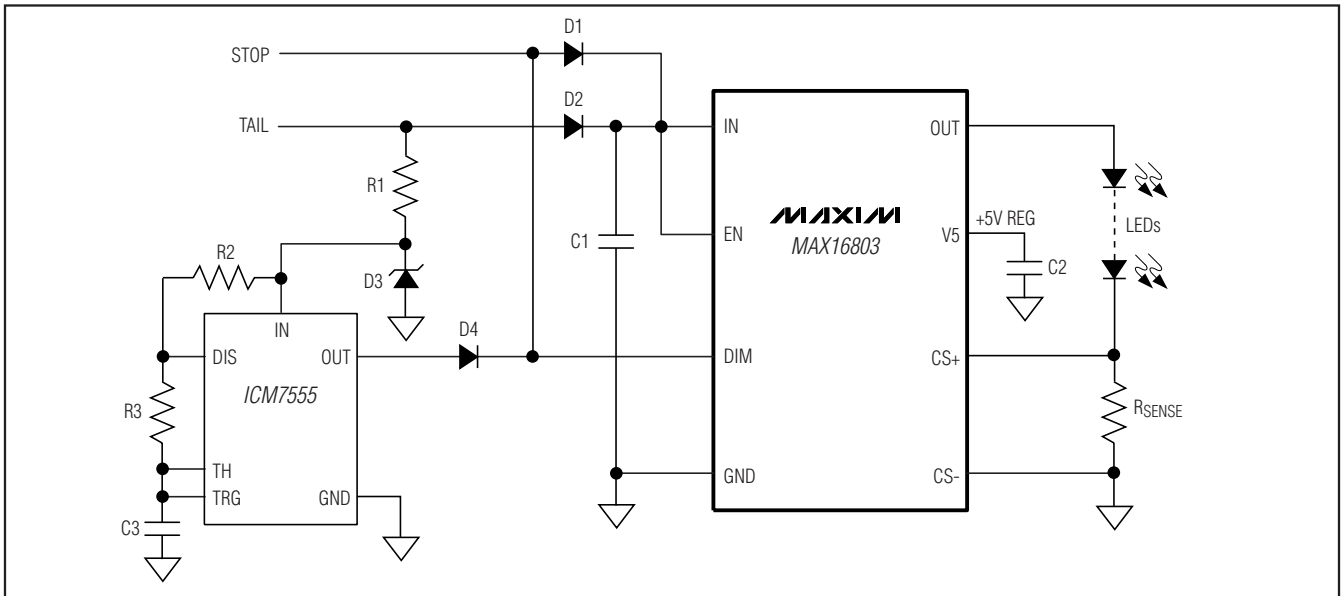 D1
STOP
D2
TAIL
IN
OUT
R1
MAXIM
MAX16803
+5V REG
LEDs
C1
EN
V5
R2
D3
C2
IN
D4
DIS
OUT
DIM
CS+
ICM7555
R3
RSENSE
TH
GND
CS-
TRG
GND
C3